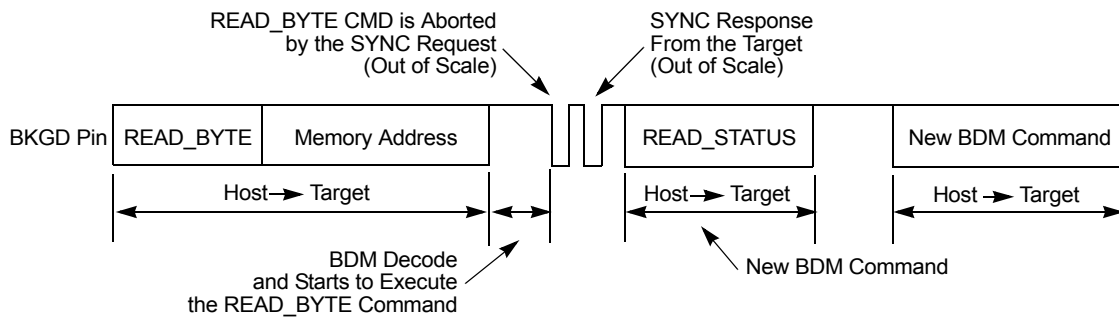 READ_BYTE CMD is Aborted
by the SYNC Request
(Out of Scale)
SYNC Response
From the Target
(Out of Scale)
BKGD Pin
READ_BYTE
Memory Address
READ_STATUS
New BDM Command
Host Target
Host Target
Host Target
BDM Decode
and Starts to Execute
the READ_BYTE Command
New BDM Command